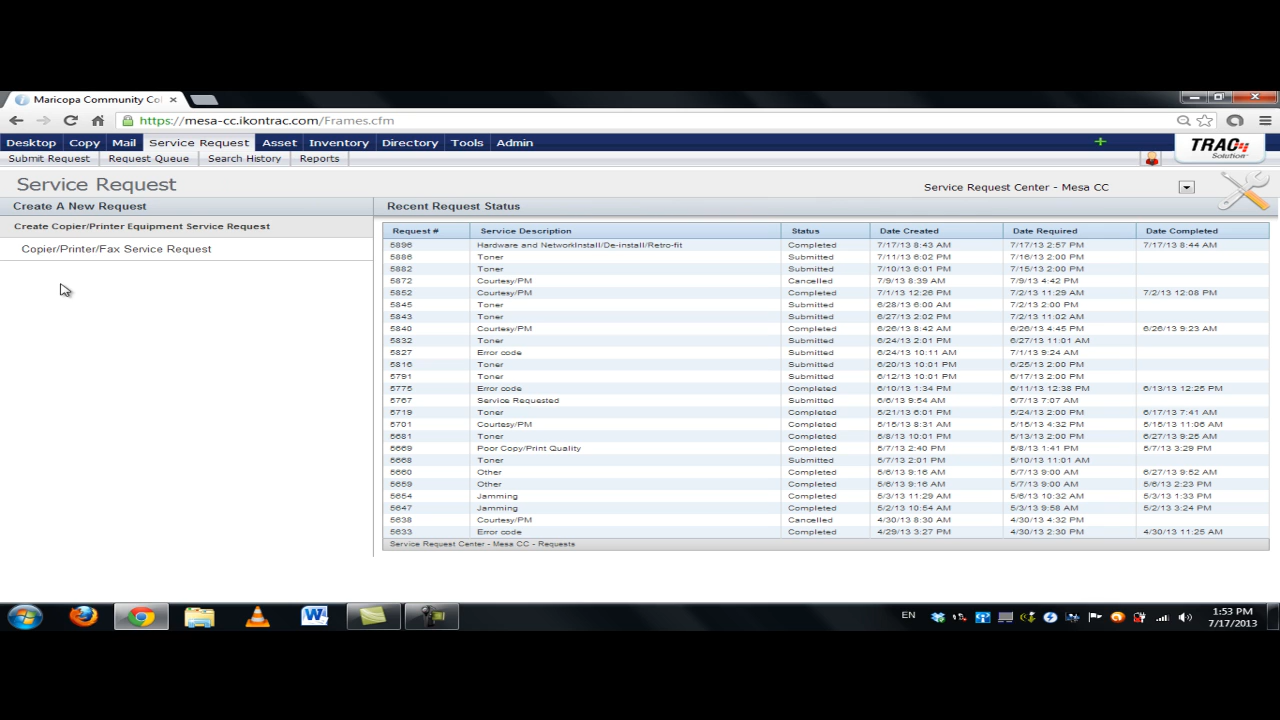 Maricopa Community Col
https://mesa-cc.ikontrac.com/Frames.cfm
Desktop Copy Mail Service Request Asset Inventory Directory Tools Admin
TRAC Solution
Submit Request Request Queue Search History Reports
Service Request
Service Request Center - Mesa CC
Create A New Request
Recent Request Status
Create Copier/Printer Equipment Service Request
Copier/Printer/Fax Service Request
Request # Service Description Status Date Created Date Required Date Completed
5896 Hardware and NetworkInstall/De-install/Retro-fit Completed 7/17/13 8:43 AM 7/17/13 2:57 PM 7/17/13 8:44 AM
5886 Toner Submitted 7/11/13 6:02 PM 7/16/13 2:00 PM
5882 Toner Submitted 7/10/13 6:01 PM 7/15/13 2:00 PM
5872 Courtesy/PM Cancelled 7/9/13 8:39 AM 7/9/13 4:42 PM
5852 Courtesy/PM Completed 7/1/13 12:26 PM 7/2/13 11:29 AM 7/2/13 12:08 PM
5845 Toner Submitted 6/28/13 6:00 AM 7/2/13 2:00 PM
5843 Toner Submitted 6/27/13 2:02 PM 7/2/13 11:02 AM
5840 Courtesy/PM Completed 6/26/13 8:42 AM 6/26/13 4:45 PM 6/26/13 9:23 AM
5832 Toner Submitted 6/24/13 2:01 PM 6/27/13 11:01 AM
5827 Error code Submitted 6/24/13 10:11 AM 7/1/13 9:24 AM
5816 Toner Submitted 6/20/13 10:01 PM 6/25/13 2:00 PM
5791 Toner Submitted 6/12/13 10:01 PM 6/17/13 2:00 PM
5775 Error code Completed 6/10/13 1:34 PM 6/11/13 12:38 PM 6/13/13 12:25 PM
5767 Service Requested Submitted 6/6/13 9:54 AM 6/7/13 7:07 AM
5719 Toner Completed 5/21/13 6:01 PM 5/24/13 2:00 PM 6/17/13 7:41 AM
5701 Courtesy/PM Completed 5/15/13 8:31 AM 5/15/13 4:32 PM 5/15/13 11:06 AM
5681 Toner Completed 5/8/13 10:01 PM 5/13/13 2:00 PM 6/27/13 9:26 AM
5669 Poor Copy/Print Quality Completed 5/7/13 2:40 PM 5/8/13 1:41 PM 5/7/13 3:29 PM
5668 Toner Submitted 5/7/13 2:01 PM 5/10/13 11:01 AM
5660 Other Completed 5/6/13 9:16 AM 5/7/13 9:00 AM 6/27/13 9:52 AM
5659 Other Completed 5/6/13 9:16 AM 5/7/13 9:00 AM 5/6/13 2:23 PM
5654 Jamming Completed 5/3/13 11:29 AM 5/6/13 10:32 AM 5/3/13 1:33 PM
5647 Jamming Completed 5/2/13 10:54 AM 5/3/13 9:58 AM 5/2/13 3:24 PM
5638 Courtesy/PM Cancelled 4/30/13 8:30 AM 4/30/13 4:32 PM
5633 Error code Completed 4/29/13 3:27 PM 4/30/13 2:30 PM 4/30/13 11:25 AM
Service Request Center - Mesa CC - Requests
EN
1:53 PM
7/17/2013